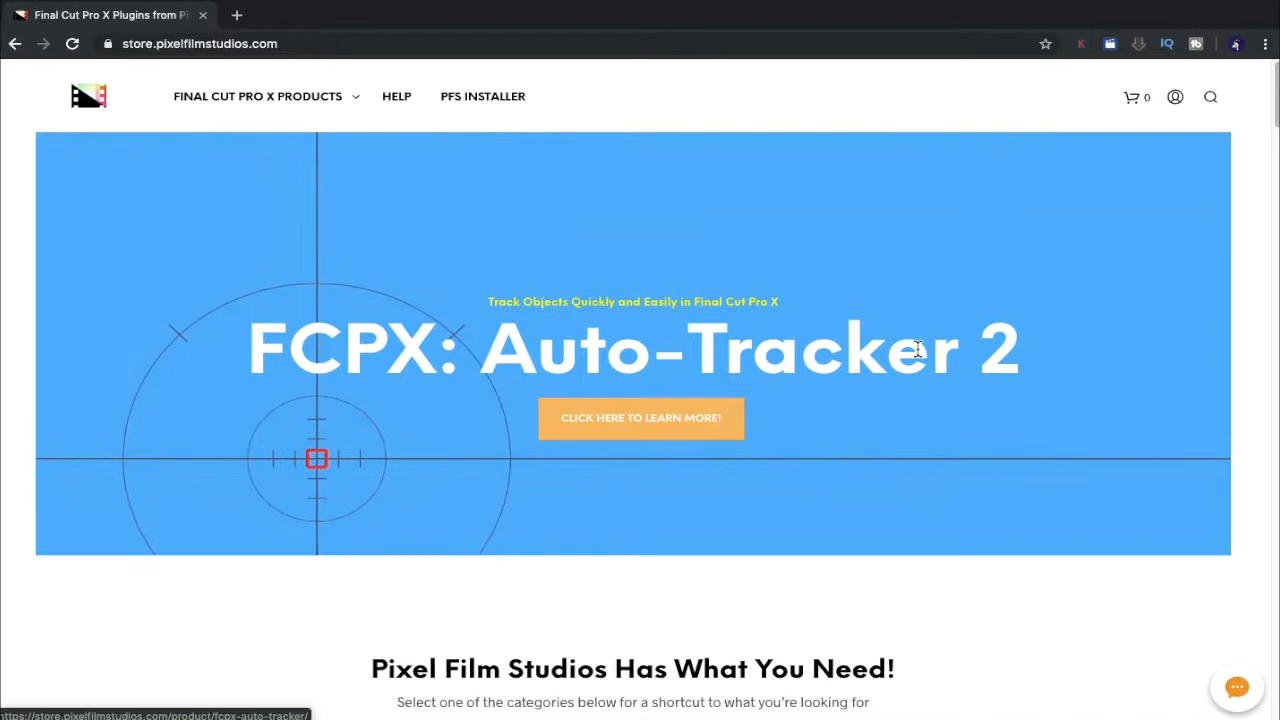 Final Cut Pro X Plugins from Pi
store.pixelfilmstudios.com
FINAL CUT PRO X PRODUCTS
HELP
PFS INSTALLER
0
Track Objects Quickly and Easily in Final Cut Pro X
FCPX: Auto-Tracker 2
CLICK HERE TO LEARN MORE!
Pixel Film Studios Has What You Need!
Select one of the categories below for a shortcut to what you're looking for
https://store.pixelfilmstudios.com/product/fcpx-auto-tracker/